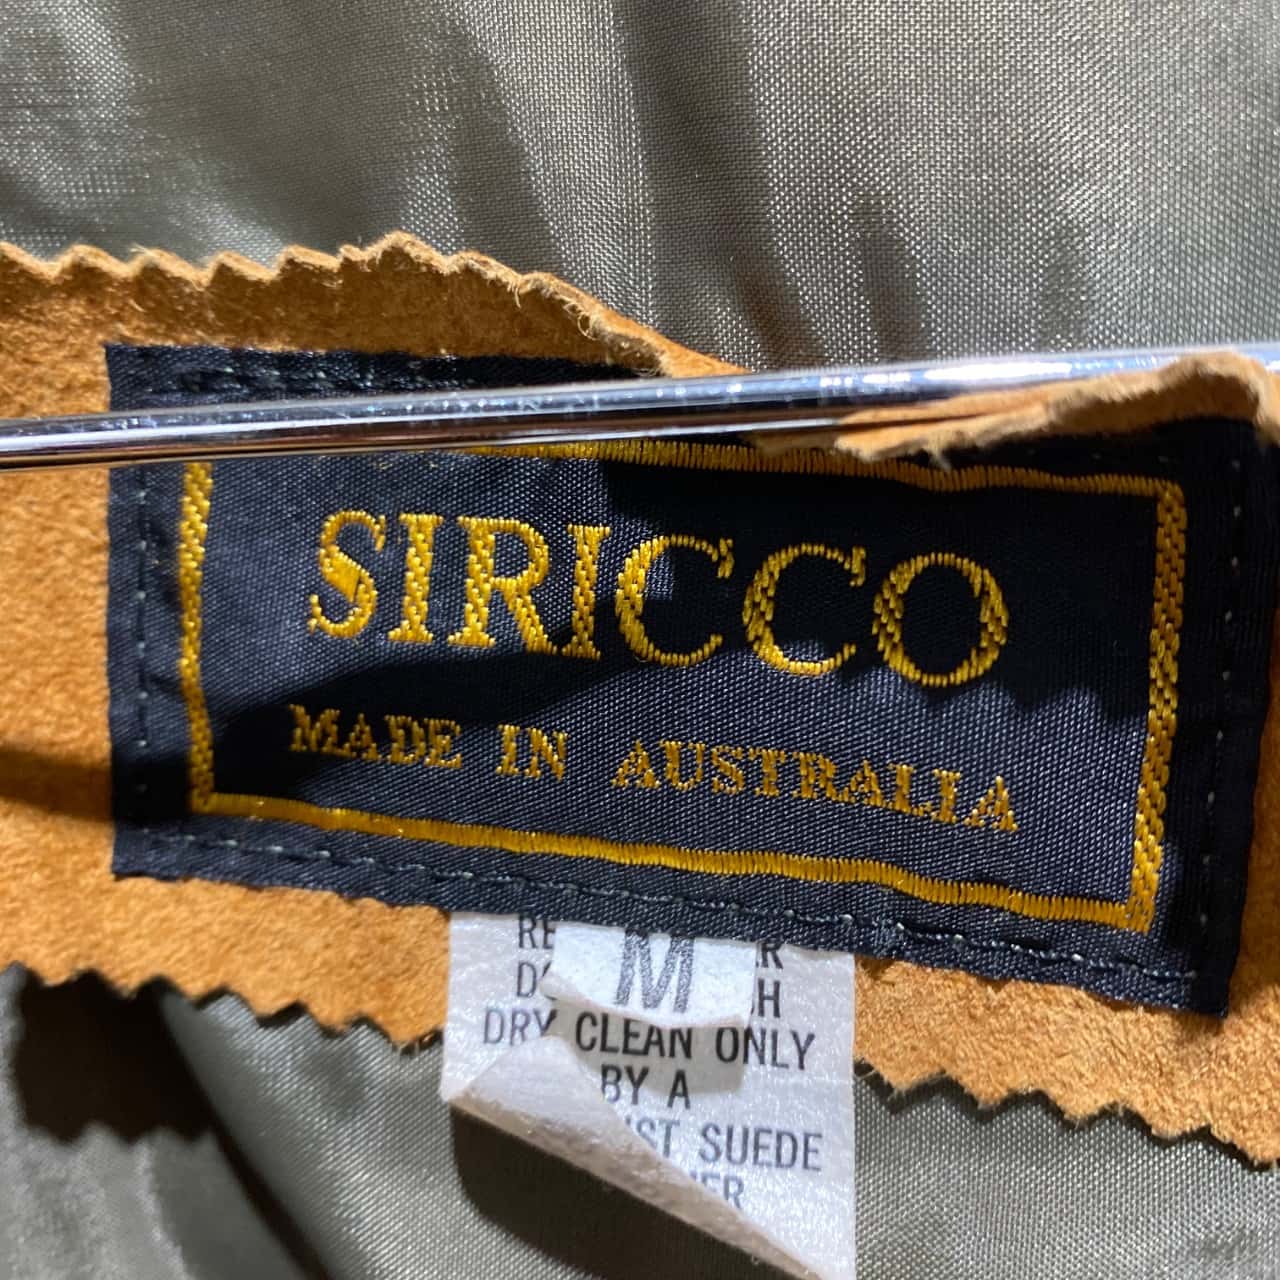 SIRICCO
MADE IN AUSTRALIA
M
DRY CLEAN ONLY
BY A
SUEDE